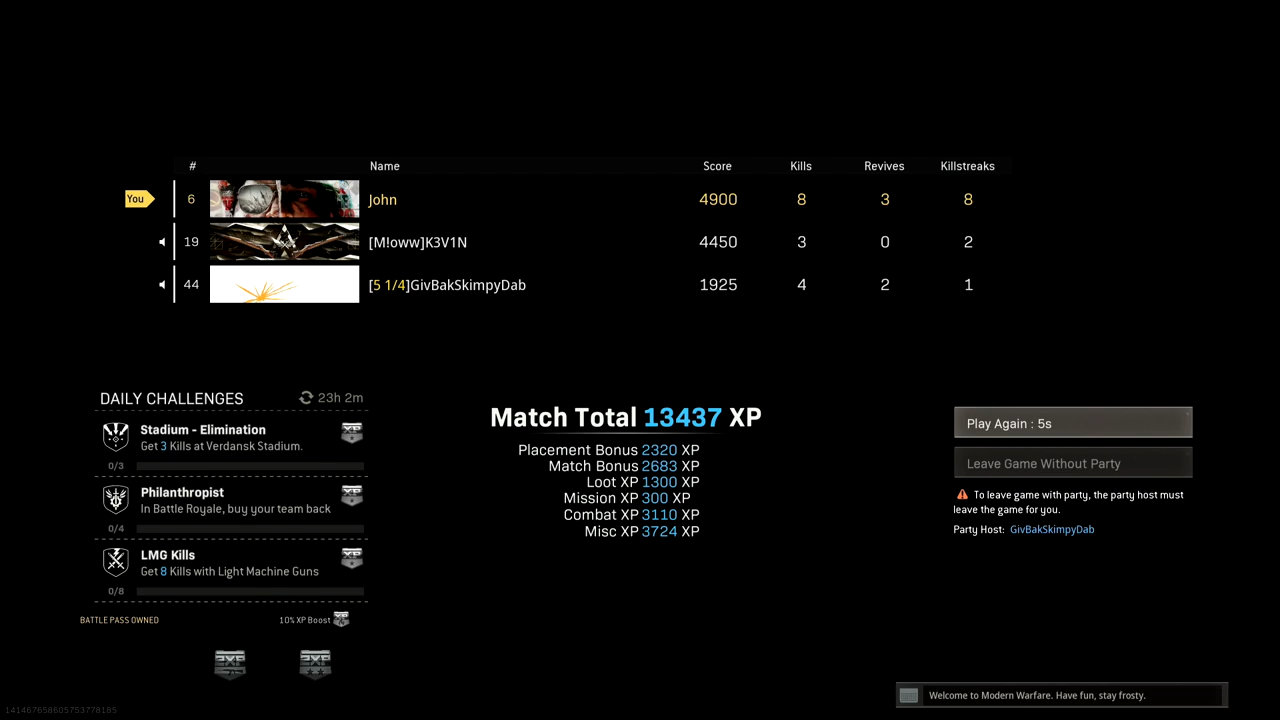 # Name Score Kills Revives Killstreaks
You 6 John 4900 8 3 8
19 [M!oww]K3V1N 4450 3 0 2
44 [5 1/4]GivBakSkimpyDab 1925 4 2 1
DAILY CHALLENGES 23h 2m
Stadium - Elimination
Get 3 Kills at Verdansk Stadium.
0/3
Philanthropist
In Battle Royale, buy your team back
0/4
LMG Kills
Get 8 Kills with Light Machine Guns
0/8
BATTLE PASS OWNED 10% XP Boost
Match Total 13437 XP
Placement Bonus 2320 XP
Match Bonus 2683 XP
Loot XP 1300 XP
Mission XP 300 XP
Combat XP 3110 XP
Misc XP 3724 XP
Play Again : 5s
Leave Game Without Party
To leave game with party, the party host must
leave the game for you.
Party Host: GivBakSkimpyDab
Welcome to Modern Warfare. Have fun, stay frosty.